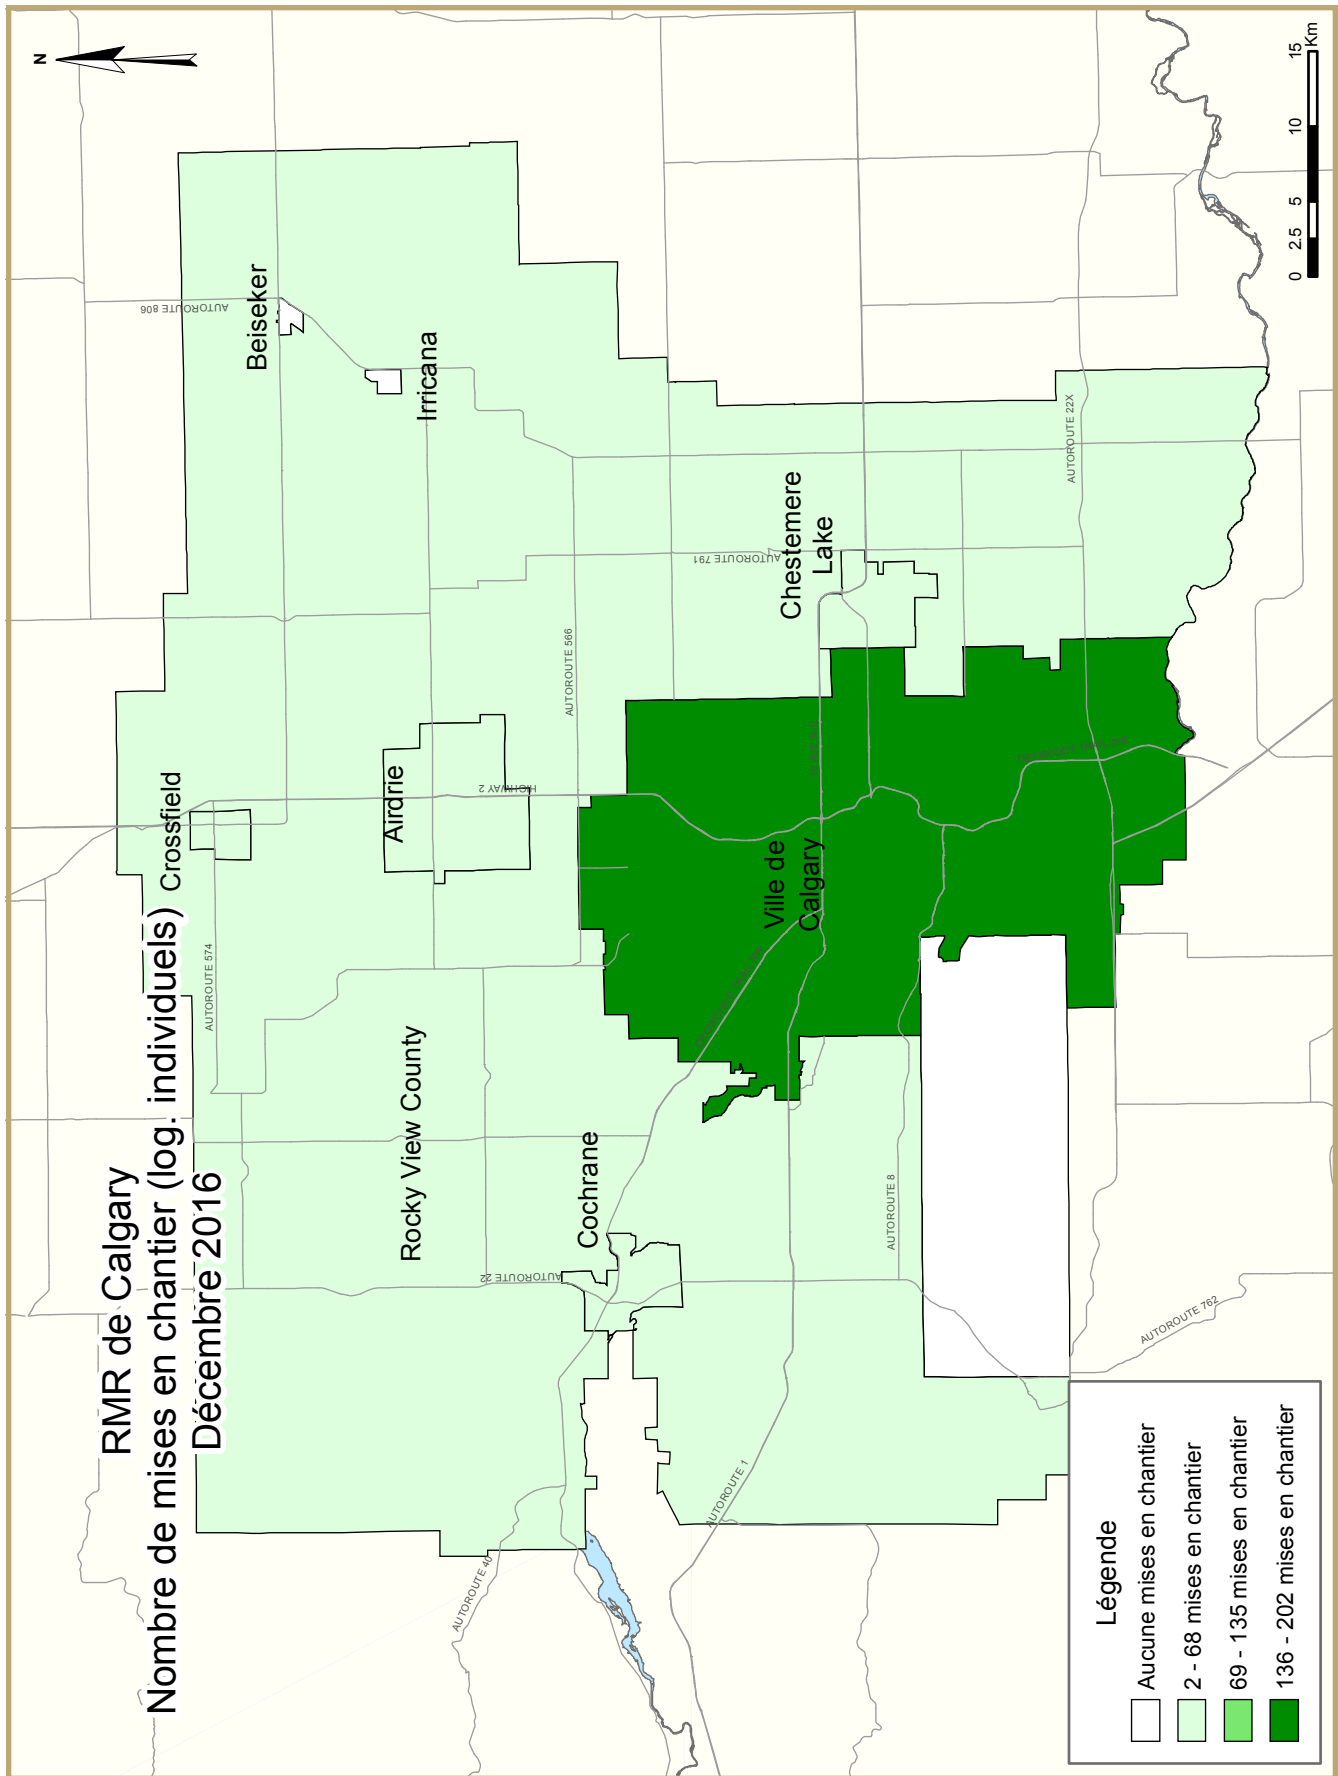 RMR de Calgary
Nombre de mises en chantier (log. individuels)
Décembre 2016
N
Crossfield
Beiseker
Irricana
Airdrie
Rocky View County
Cochrane
Chestemere
Lake
Ville de
Calgary
AUTOROUTE 806
AUTOROUTE 574
AUTOROUTE 566
HIGHWAY 2
AUTOROUTE 791
AUTOROUTE 22X
AUTOROUTE 22
AUTOROUTE 8
AUTOROUTE 1
AUTOROUTE 40
AUTOROUTE 762
Légende
Aucune mises en chantier
2 - 68 mises en chantier
69 - 135 mises en chantier
136 - 202 mises en chantier
0 2.5 5 10 15
Km